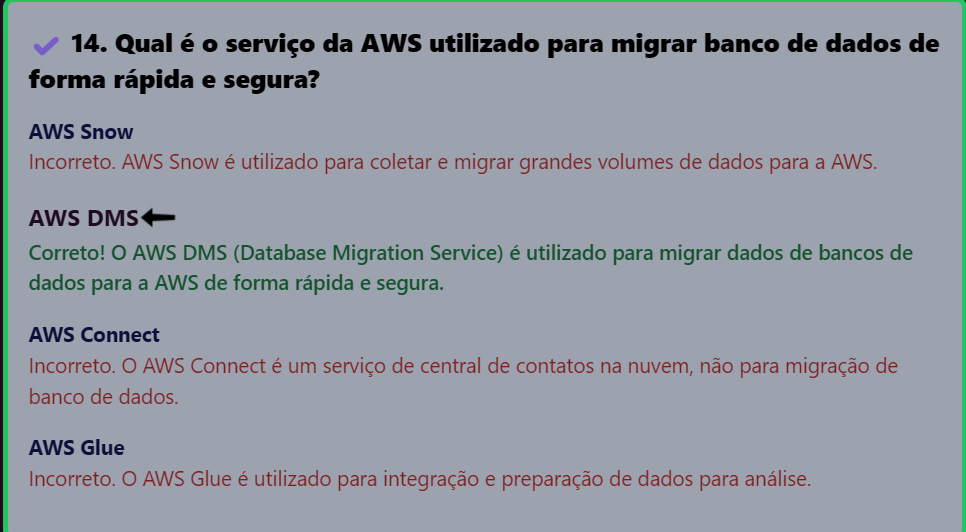 14. Qual é o serviço da AWS utilizado para migrar banco de dados de
forma rápida e segura?
AWS Snow
Incorreto. AWS Snow é utilizado para coletar e migrar grandes volumes de dados para a AWS.
AWS DMS
Correto! O AWS DMS (Database Migration Service) é utilizado para migrar dados de bancos de
dados para a AWS de forma rápida e segura.
AWS Connect
Incorreto. O AWS Connect é um serviço de central de contatos na nuvem, não para migração de
banco de dados.
AWS Glue
Incorreto. O AWS Glue é utilizado para integração e preparação de dados para análise.